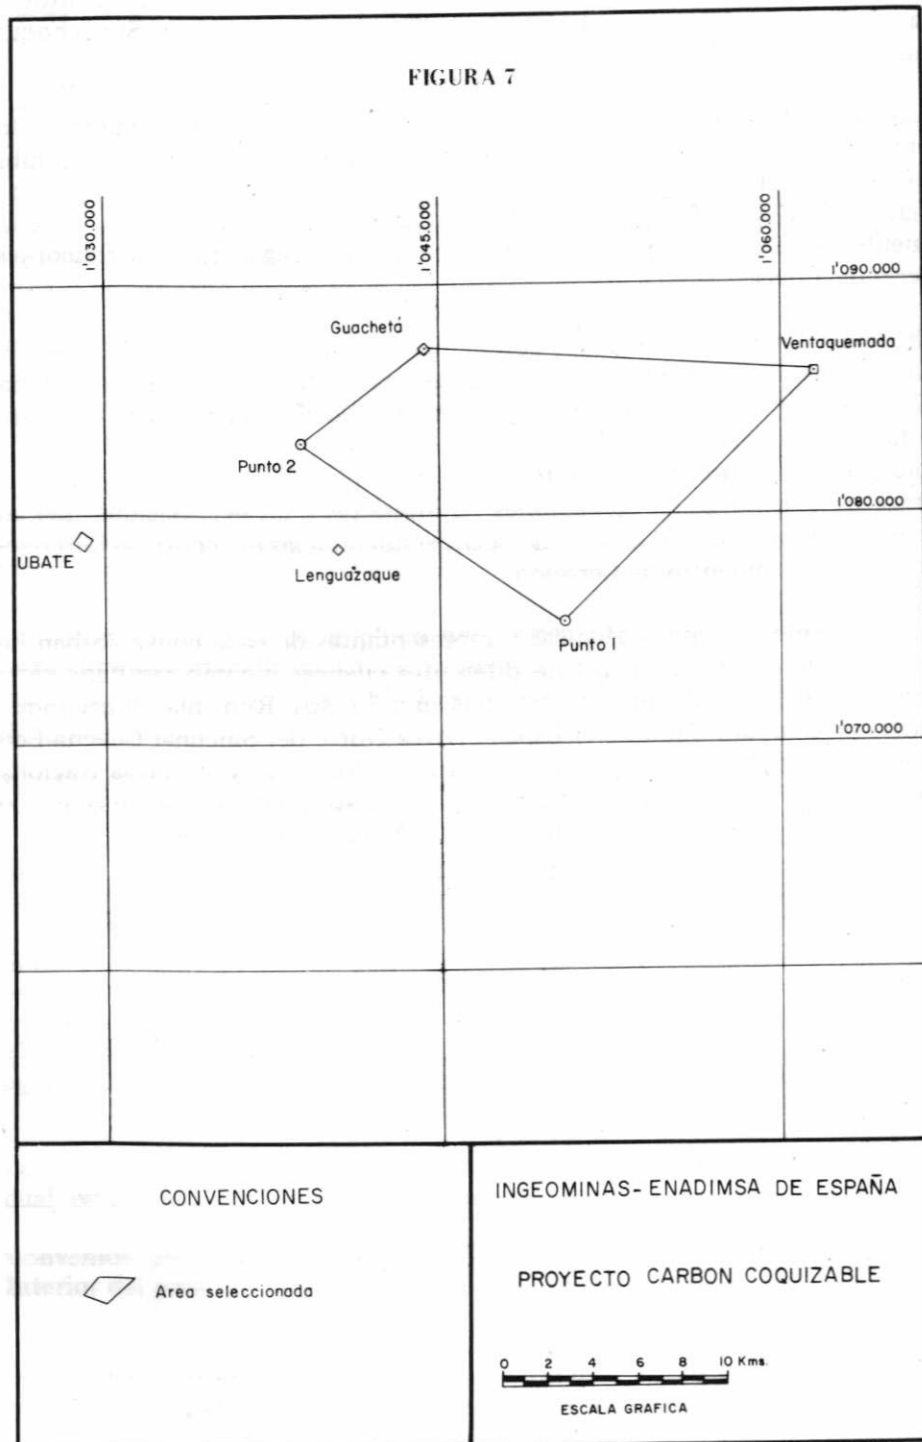 FIGURA 7
1'030.000
1'045.000
1'060.000
1'090.000
Guachetá
Ventaquemada
Punto 2
1'080.000
UBATE
Lenguazaque
Punto 1
1'070.000
CONVENCIONES
Area seleccionada
INGEOMINAS- ENADIMSA DE ESPAÑA
PROYECTO CARBON COQUIZABLE
0 2 4 6 8 10 Kms.
ESCALA GRAFICA